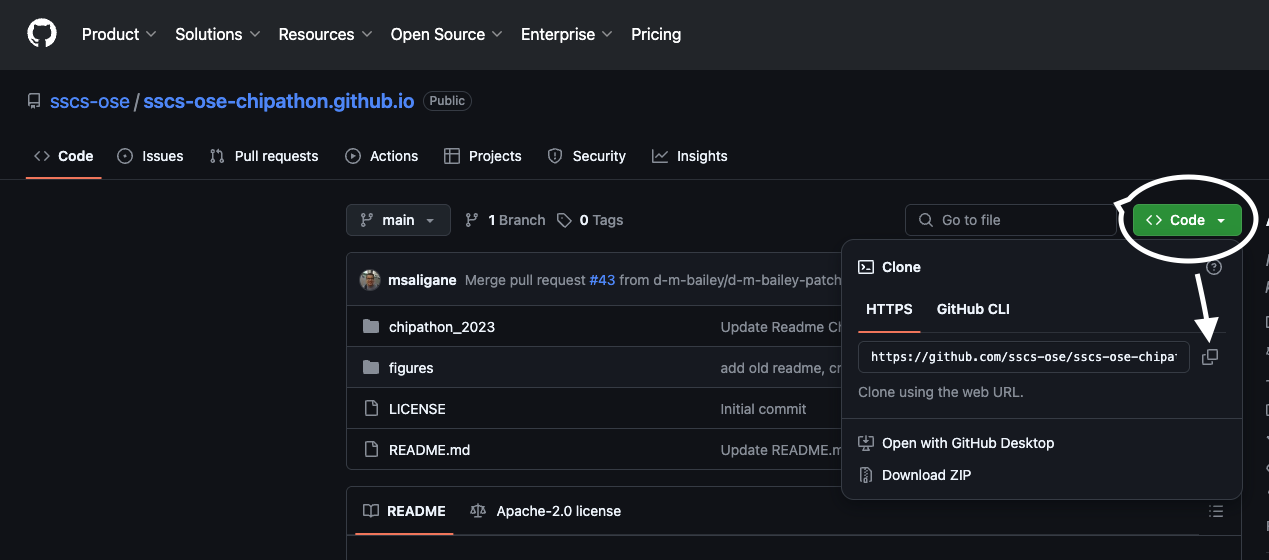 Product Solutions Resources Open Source Enterprise Pricing
sscs-ose / sscs-ose-chipathon.github.io Public
Code Issues Pull requests Actions Projects Security Insights
main 1 Branch 0 Tags Go to file Code
msaligane Merge pull request #43 from d-m-bailey/d-m-bailey-patch
Clone
HTTPS GitHub CLI
chipathon_2023 Update Readme Ch
https://github.com/sscs-ose/sscs-ose-chipat
figures add old readme, cr
Clone using the web URL.
LICENSE Initial commit
README.md Update README.m
Open with GitHub Desktop
Download ZIP
README Apache-2.0 license